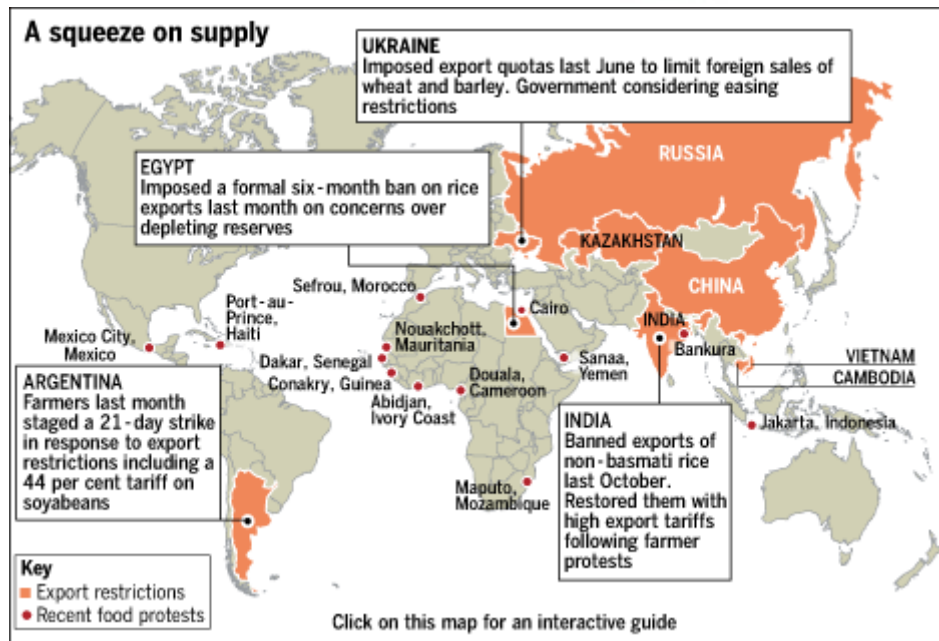 A squeeze on supply
UKRAINE
Imposed export quotas last June to limit foreign sales of
wheat and barley. Government considering easing
restrictions
RUSSIA
EGYPT
Imposed a formal six-month ban on rice
exports last month on concerns over
depleting reserves
KAZAKHSTAN
CHINA
Sefrou, Morocco
Port-au-
Prince,
Haiti
Cairo
INDIA
Mexico City,
Mexico
Nouakchott,
Mauritania
Bankura
Dakar, Senegal
Sanaa,
Yemen
VIETNAM
CAMBODIA
Conakry, Guinea
Douala,
Cameroon
Abidjan,
Ivory Coast
Jakarta, Indonesia
ARGENTINA
Farmers last month
staged a 21-day strike
in response to export
restrictions including a
44 per cent tariff on
soyabeans
INDIA
Banned exports of
non-basmati rice
last October.
Restored them with
high export tariffs
following farmer
protests
Maputo,
Mozambique
Key
Export restrictions
Recent food protests
Click on this map for an interactive guide